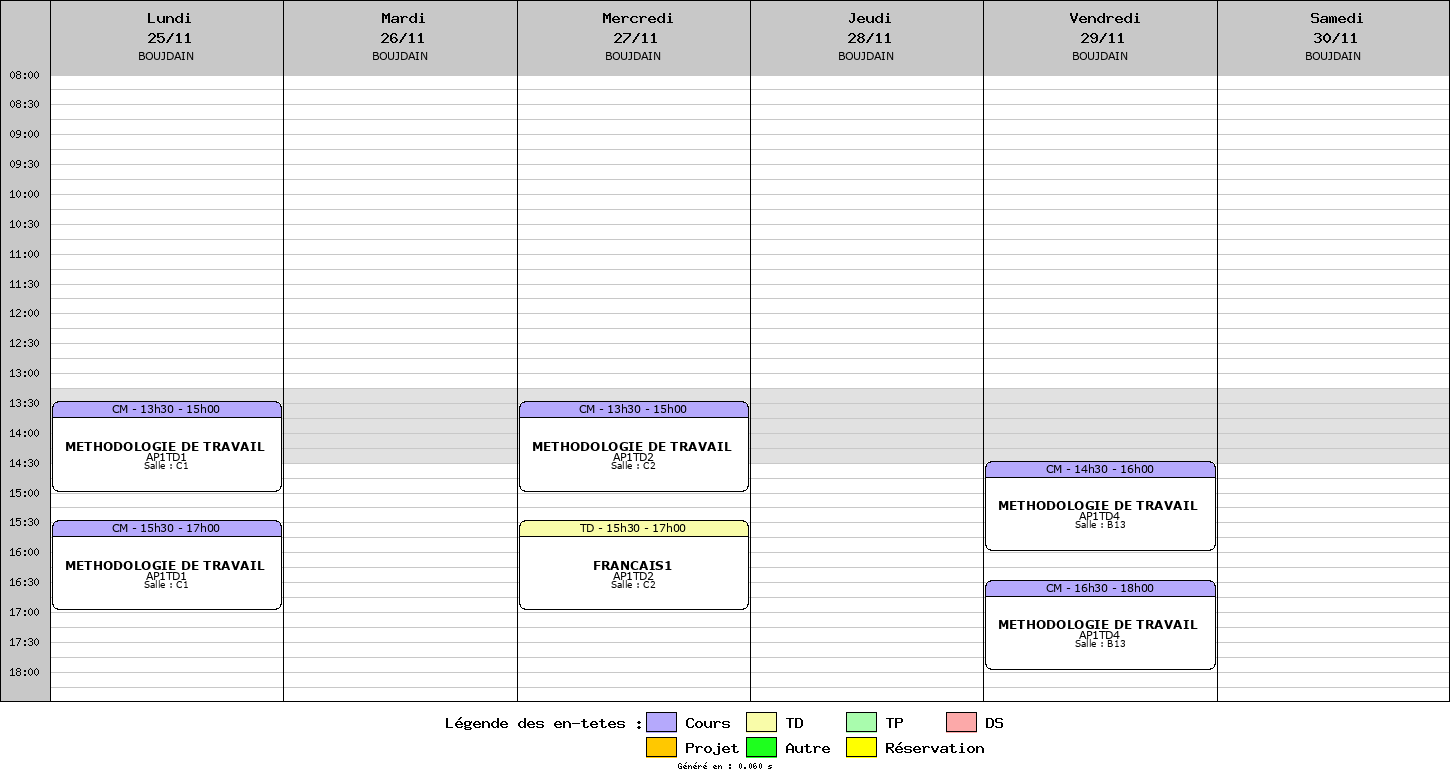 Lundi
25/11
BOUJDAIN
Mardi
26/11
BOUJDAIN
Mercredi
27/11
BOUJDAIN
Jeudi
28/11
BOUJDAIN
Vendredi
29/11
BOUJDAIN
Samedi
30/11
BOUJDAIN
08:00
08:30
09:00
09:30
10:00
10:30
11:00
11:30
12:00
12:30
13:00
13:30
14:00
14:30
15:00
15:30
16:00
16:30
17:00
17:30
18:00
CM - 13h30 - 15h00
METHODOLOGIE DE TRAVAIL
AP1TD1
Salle : C1
CM - 15h30 - 17h00
METHODOLOGIE DE TRAVAIL
AP1TD1
Salle : C1
CM - 13h30 - 15h00
METHODOLOGIE DE TRAVAIL
AP1TD2
Salle : C2
TD - 15h30 - 17h00
FRANCAIS1
AP1TD2
Salle : C2
CM - 14h30 - 16h00
METHODOLOGIE DE TRAVAIL
AP1TD4
Salle : B13
CM - 16h30 - 18h00
METHODOLOGIE DE TRAVAIL
AP1TD4
Salle : B13
Légende des en-tetes : Cours TD TP DS
Projet Autre Réservation
Généré en : 0.060 s